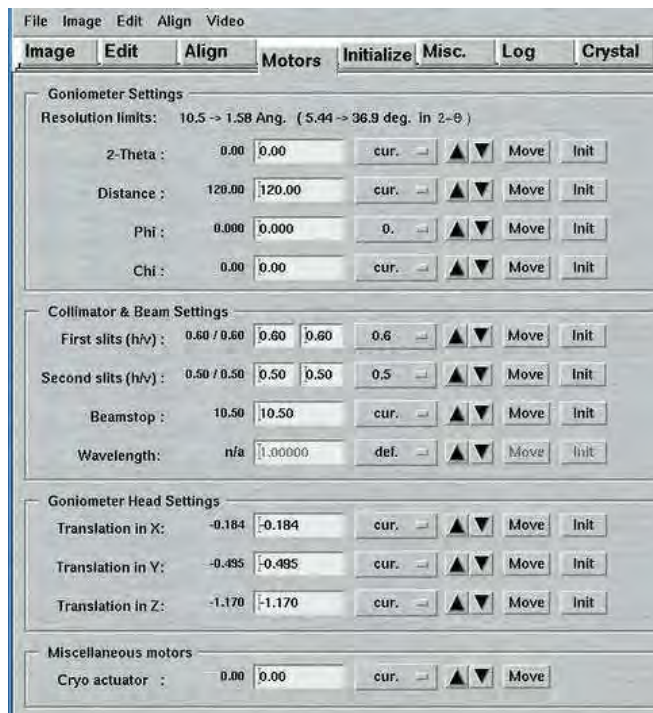 File Image Edit Align Video
Image Edit Align Motors Initialize Misc. Log Crystal
Goniometer Settings
Resolution limits: 10.5 -> 1.58 Ang. ( 5.44 -> 36.9 deg. in 2-θ )
2-Theta : 0.00 0.00 cur. Move Init
Distance : 120.00 120.00 cur. Move Init
Phi : 0.000 0.000 0. Move Init
Chi : 0.00 0.00 cur. Move Init
Collimator & Beam Settings
First slits (h/v) : 0.60 / 0.60 0.60 0.60 0.6 Move Init
Second slits (h/v) : 0.50 / 0.50 0.50 0.50 0.5 Move Init
Beamstop : 10.50 10.50 cur. Move Init
Wavelength: n/a 1.00000 def. Move Init
Goniometer Head Settings
Translation in X: -0.184 -0.184 cur. Move Init
Translation in Y: -0.495 -0.495 cur. Move Init
Translation in Z: -1.170 -1.170 cur. Move Init
Miscellaneous motors
Cryo actuator : 0.00 0.00 cur. Move